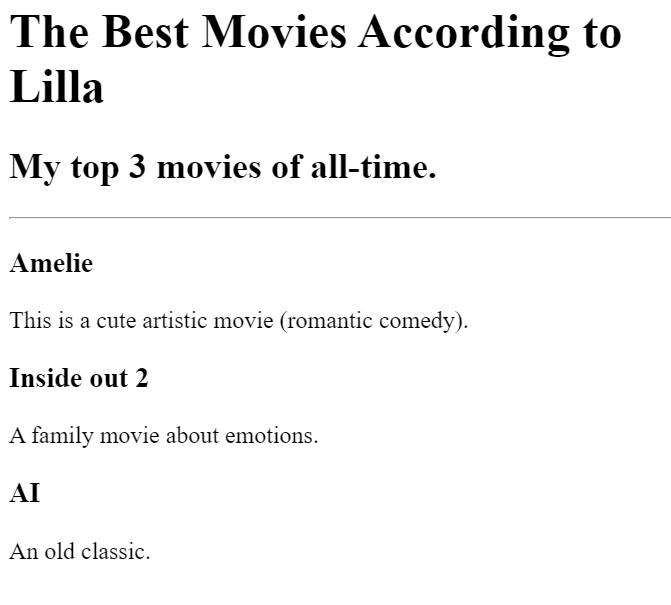 The Best Movies According to
Lilla
My top 3 movies of all-time.
Amelie
This is a cute artistic movie (romantic comedy).
Inside out 2
A family movie about emotions.
AI
An old classic.